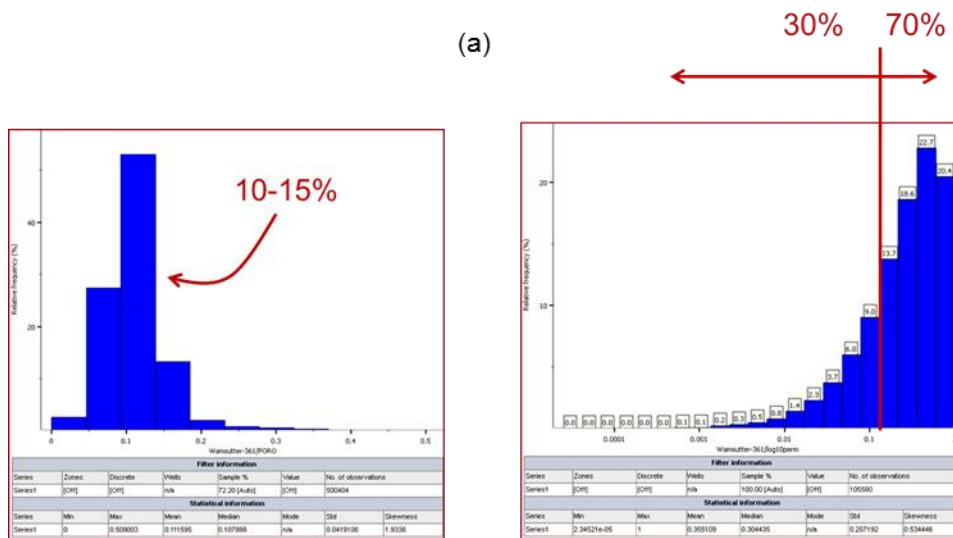 (a)
30% 70%
10-15%
Relative frequency (%)
40
20
0 0.1 0.2 0.3 0.4 0.5
Wamsutter-361/PORO
Filter information
Series Zones Discrete Wells Sample % Value No. of observations
Series1 [Off] [Off] n/a 72.20 [Auto] [Off] 500404
Statistical information
Series Min Max Mean Median Mode Std Skewness
Series1 0 0.509003 0.111595 0.107888 n/a 0.0419108 1.9338
Relative frequency (%)
20
10
0.0 0.0 0.0 0.0 0.0 0.1 0.1 0.2 0.3 0.5 0.8 1.4 2.3 3.7 6.0 9.0 13.7 18.6 22.7 20.4
0.0001 0.001 0.01 0.1
Wamsutter-361/log10perm
Filter information
Series Zones Discrete Wells Sample % Value No. of observations
Series1 [Off] [Off] n/a 100.00 [Auto] [Off] 105580
Statistical information
Series Min Max Mean Median Mode Std Skewness
Series1 2.34521e-05 1 0.355109 0.304435 n/a 0.257192 0.534446